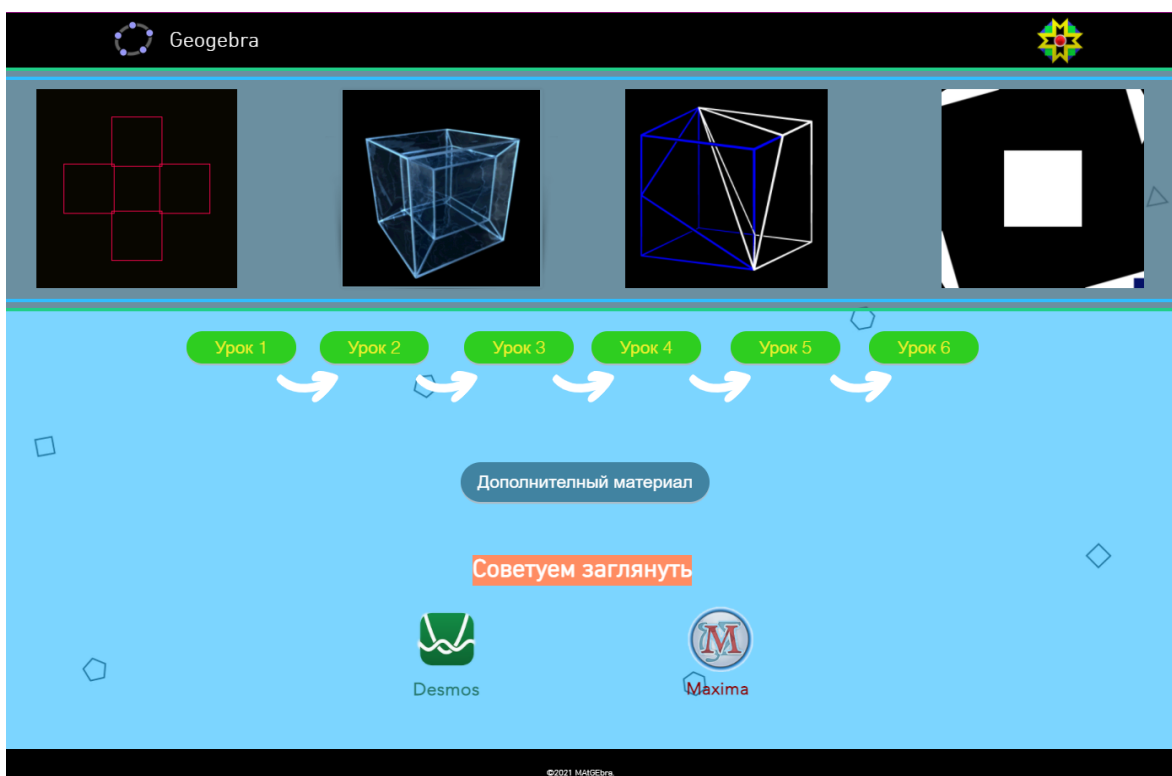 Geogebra
Урок 1 Урок 2 Урок 3 Урок 4 Урок 5 Урок 6
Дополнителный материал
Советуем заглянуть
Desmos Maxima
©2021 MAtGEbra.